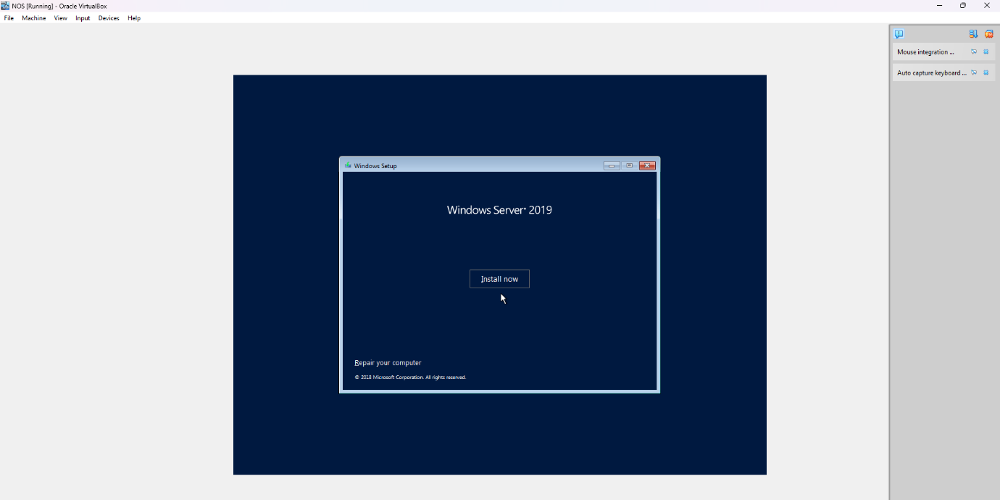 NOS [Running] - Oracle VirtualBox
File Machine View Input Devices Help
Mouse integration ...
Auto capture keyboard ...
Windows Setup
Windows Server® 2019
Install now
Repair your computer
© 2018 Microsoft Corporation. All rights reserved.